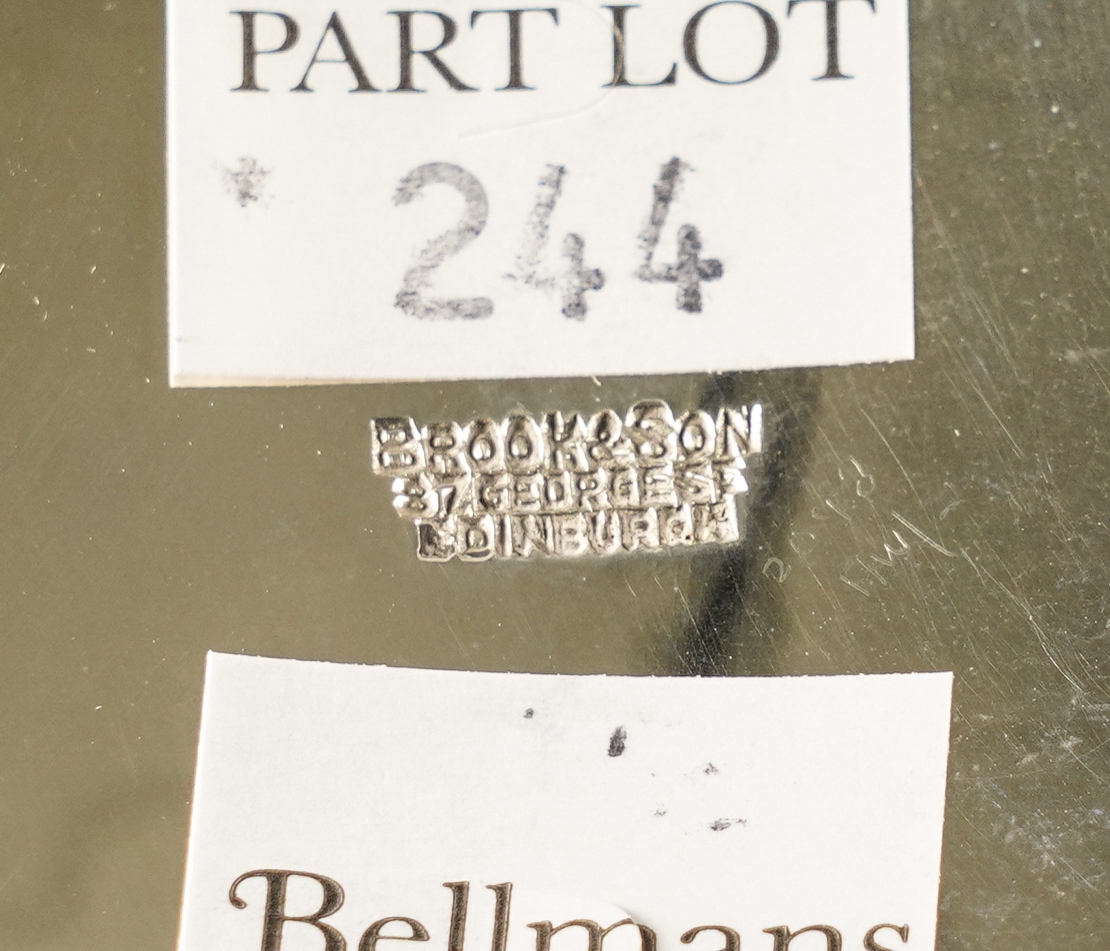 PART LOT
244
BROOK & SON
87 GEORGE ST
EDINBURGH
Bellmans